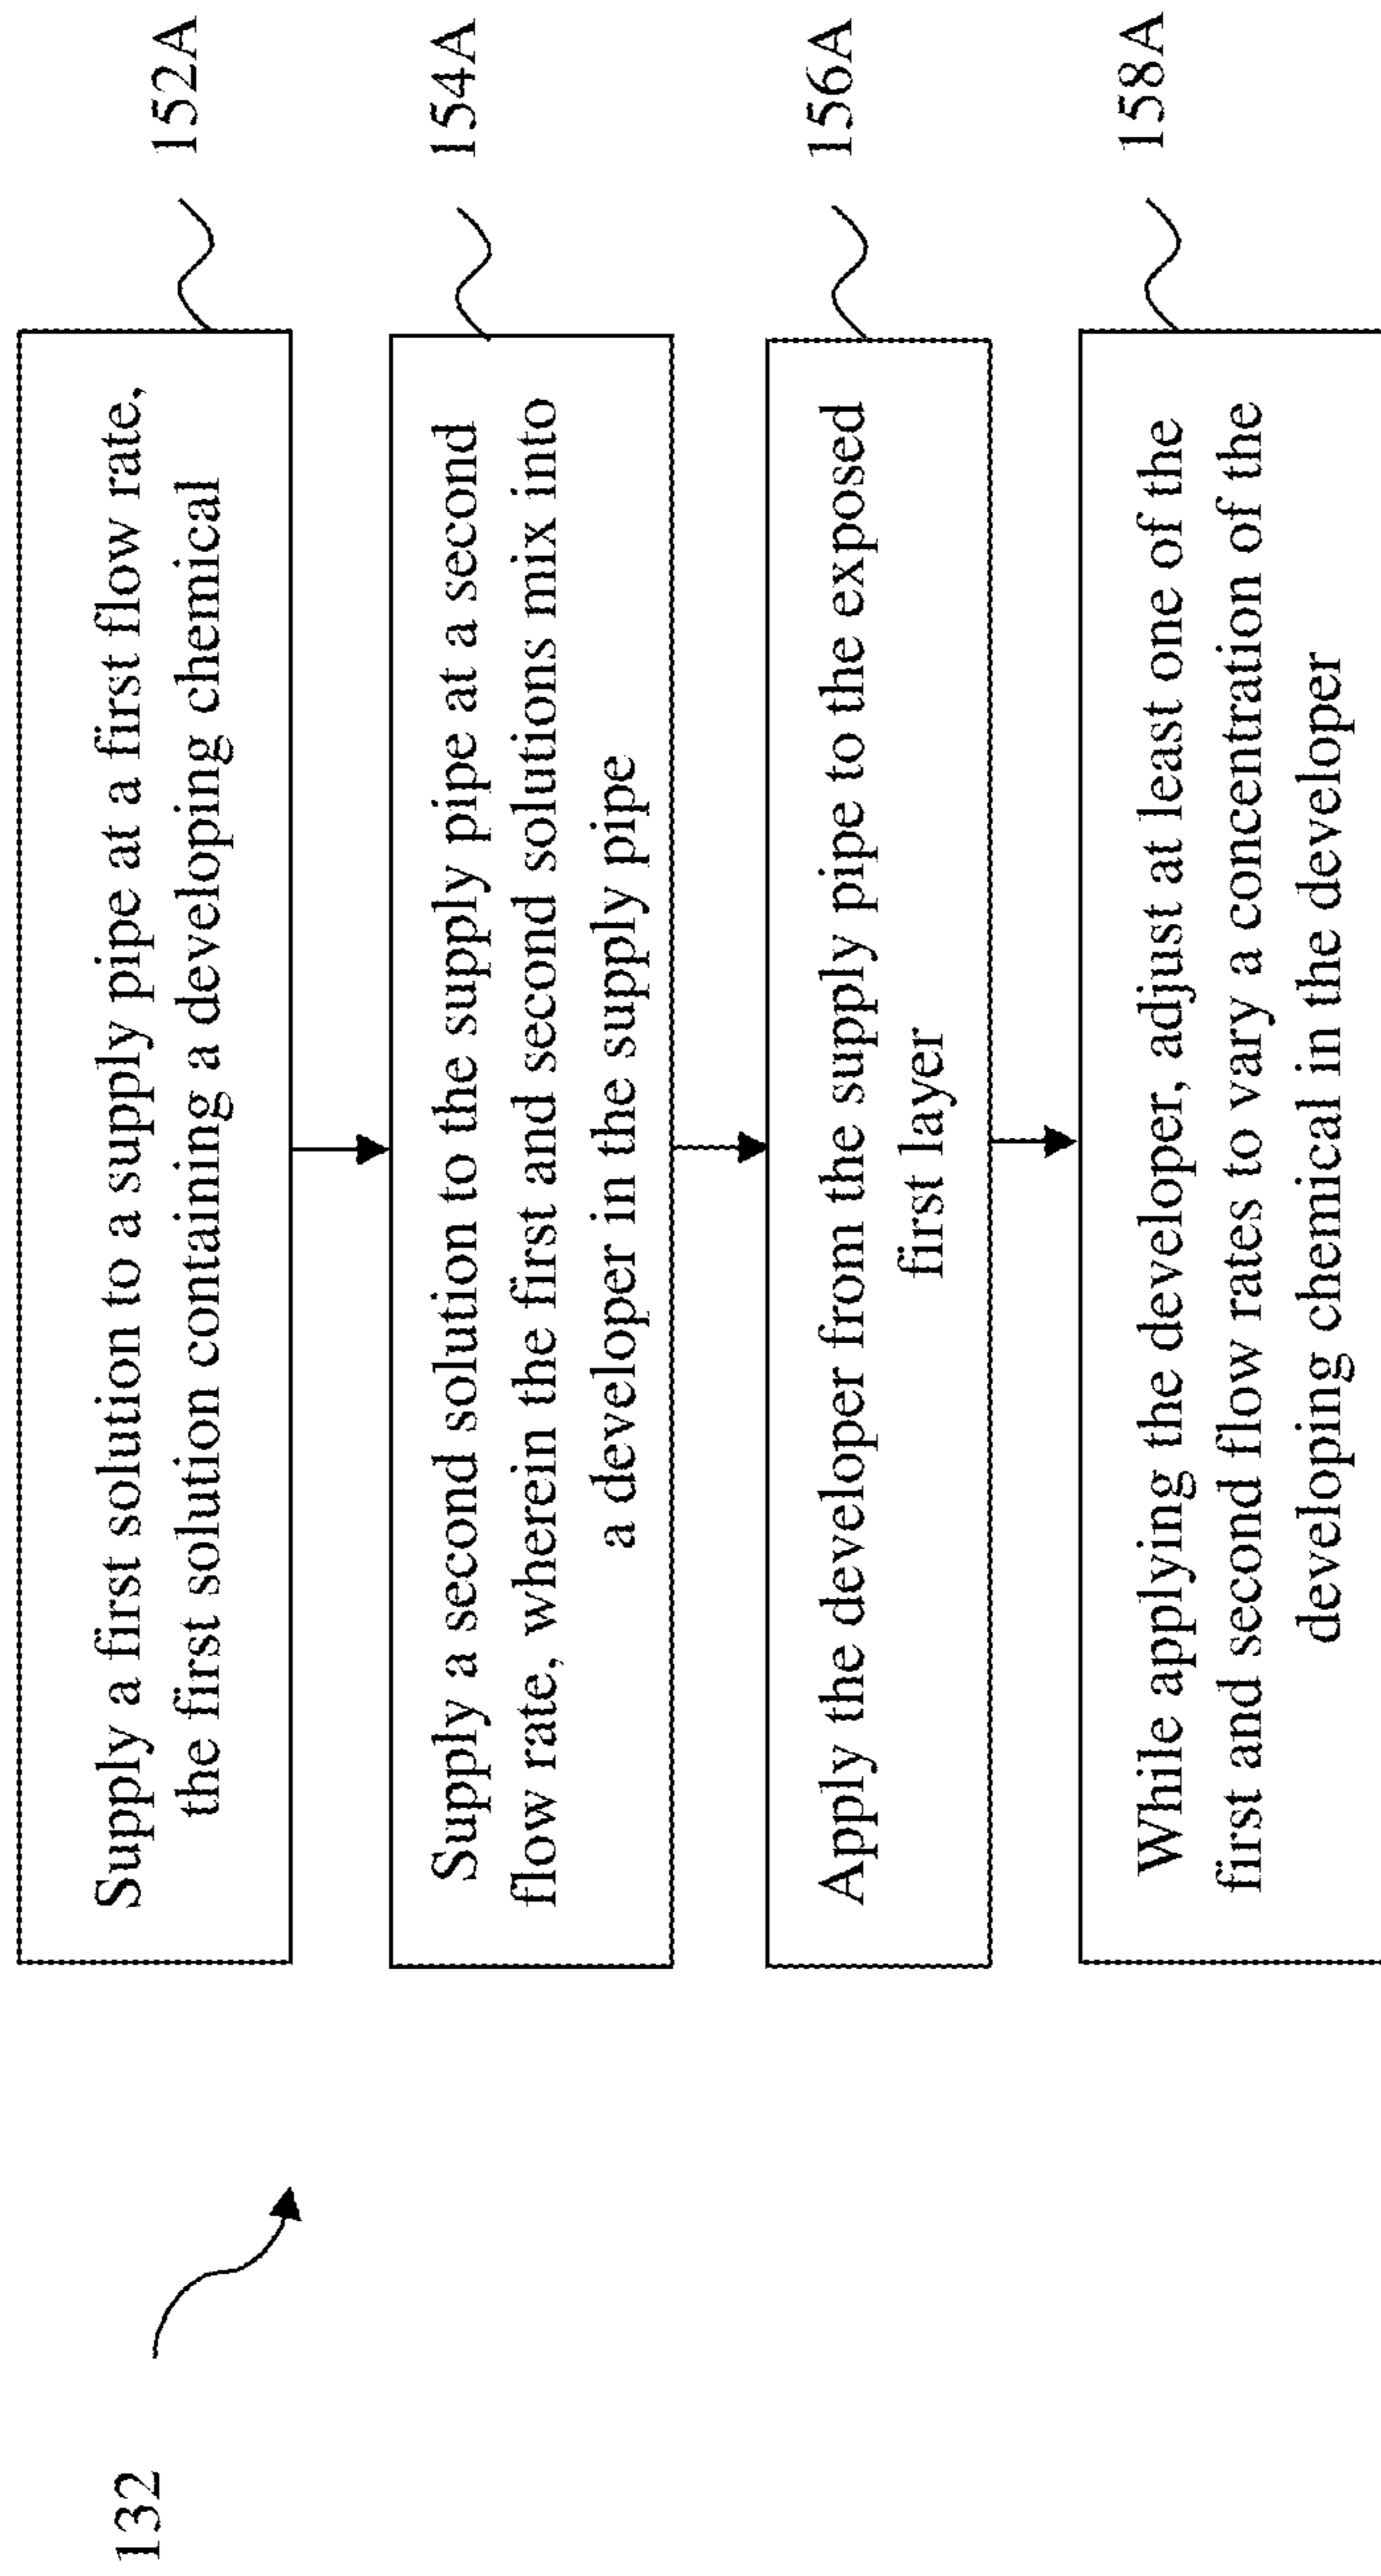 132
Supply a first solution to a supply pipe at a first flow rate,
the first solution containing a developing chemical
152A
Supply a second solution to the supply pipe at a second
flow rate, wherein the first and second solutions mix into
a developer in the supply pipe
154A
Apply the developer from the supply pipe to the exposed
first layer
156A
While applying the developer, adjust at least one of the
first and second flow rates to vary a concentration of the
developing chemical in the developer
158A